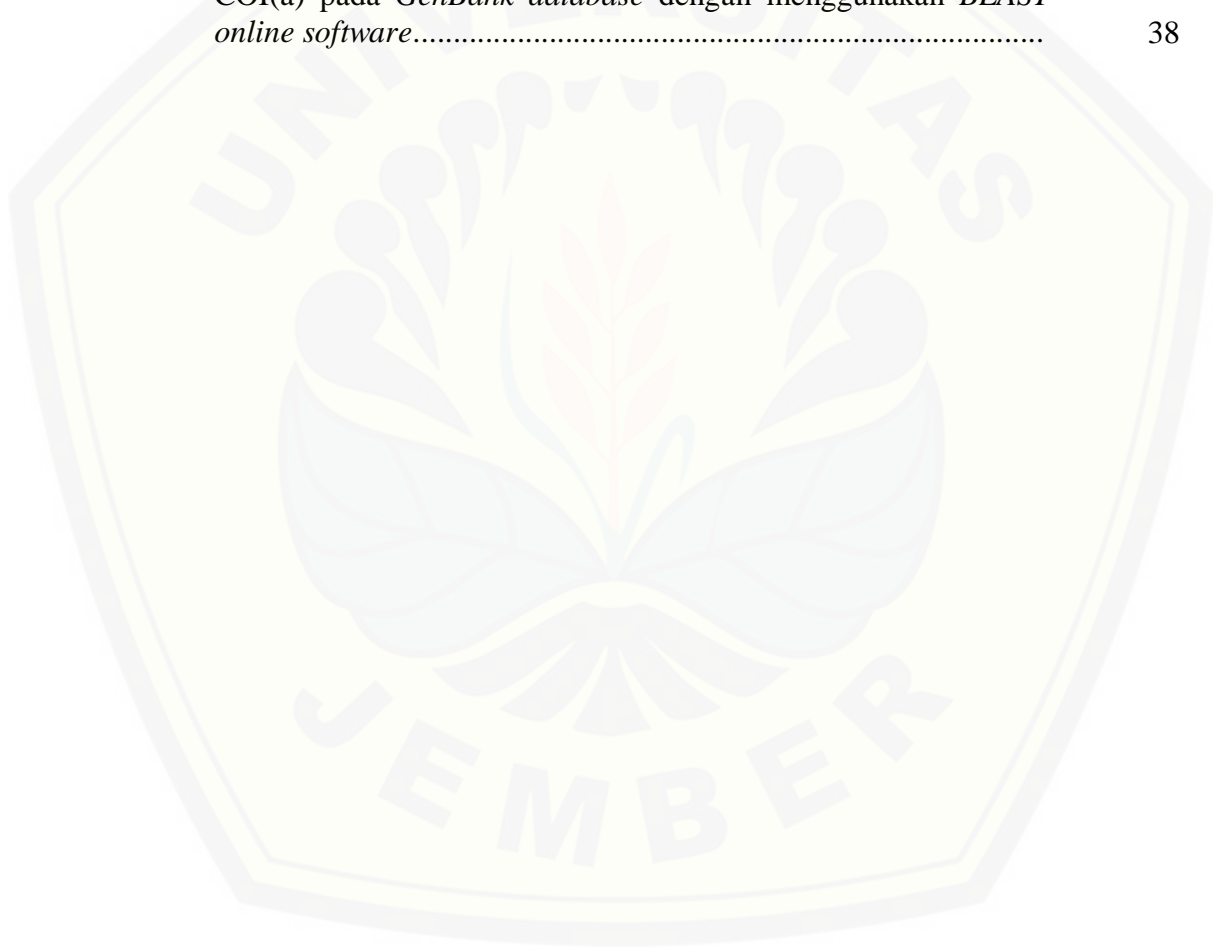 COI(a) pada GenBank database dengan menggunakan BLAST
online software............................................................................... 38
UNIVERSITAS
JEMBER